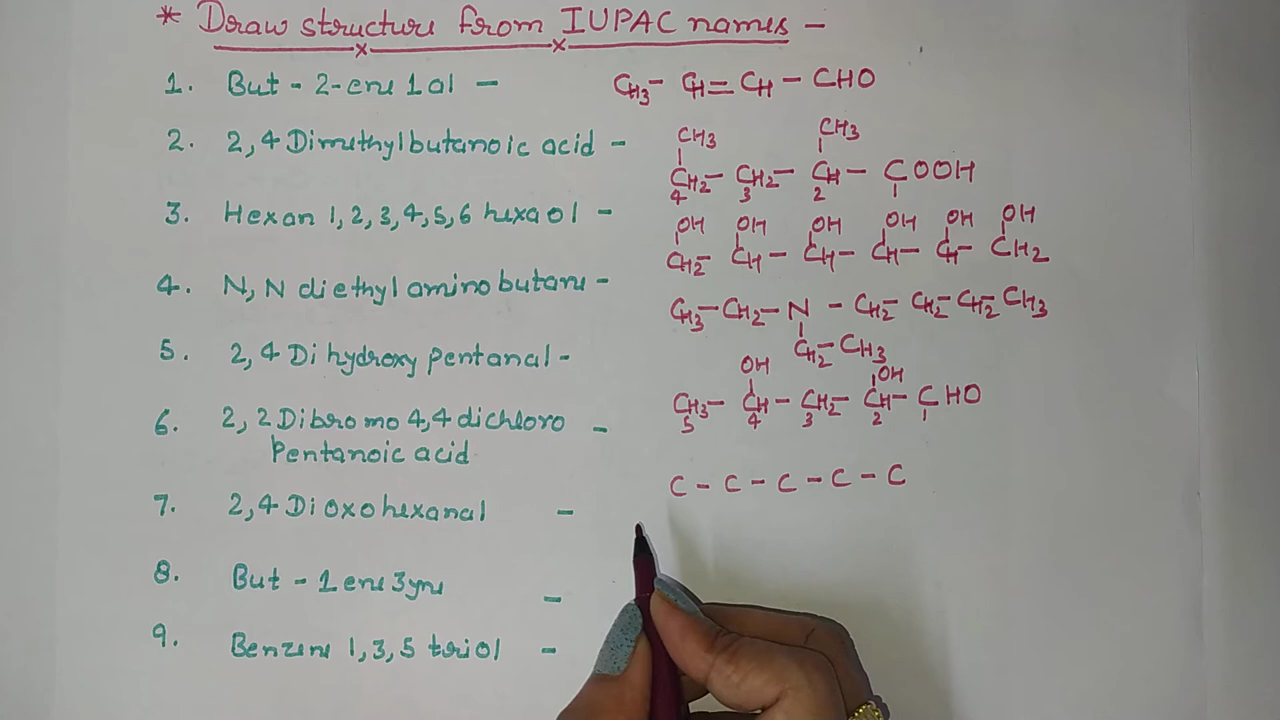 * Draw structure from IUPAC names -
1. But - 2-ene 1 al - CH3 - CH = CH - CHO
CH3 CH3
2. 2,4 Dimethylbutanoic acid - CH2 - CH2 - CH - COOH
4 3 2
3. Hexan 1,2,3,4,5,6 hexaol -
OH OH OH OH OH OH
CH2 - CH - CH - CH - CH - CH2
4. N,N diethyl amino butane - CH3 - CH2 - N - CH2 - CH2 - CH2 - CH3
CH2 - CH3
5. 2,4 Di hydroxy pentanal -
OH OH
CH3 - CH - CH2 - CH - CHO
5 4 3 2
6. 2,2 Dibromo 4,4 dichloro -
Pentanoic acid
C - C - C - C - C
7. 2,4 Di oxo hexanal -
8. But - 1 ene 3 yne -
9. Benzene 1,3,5 triol -